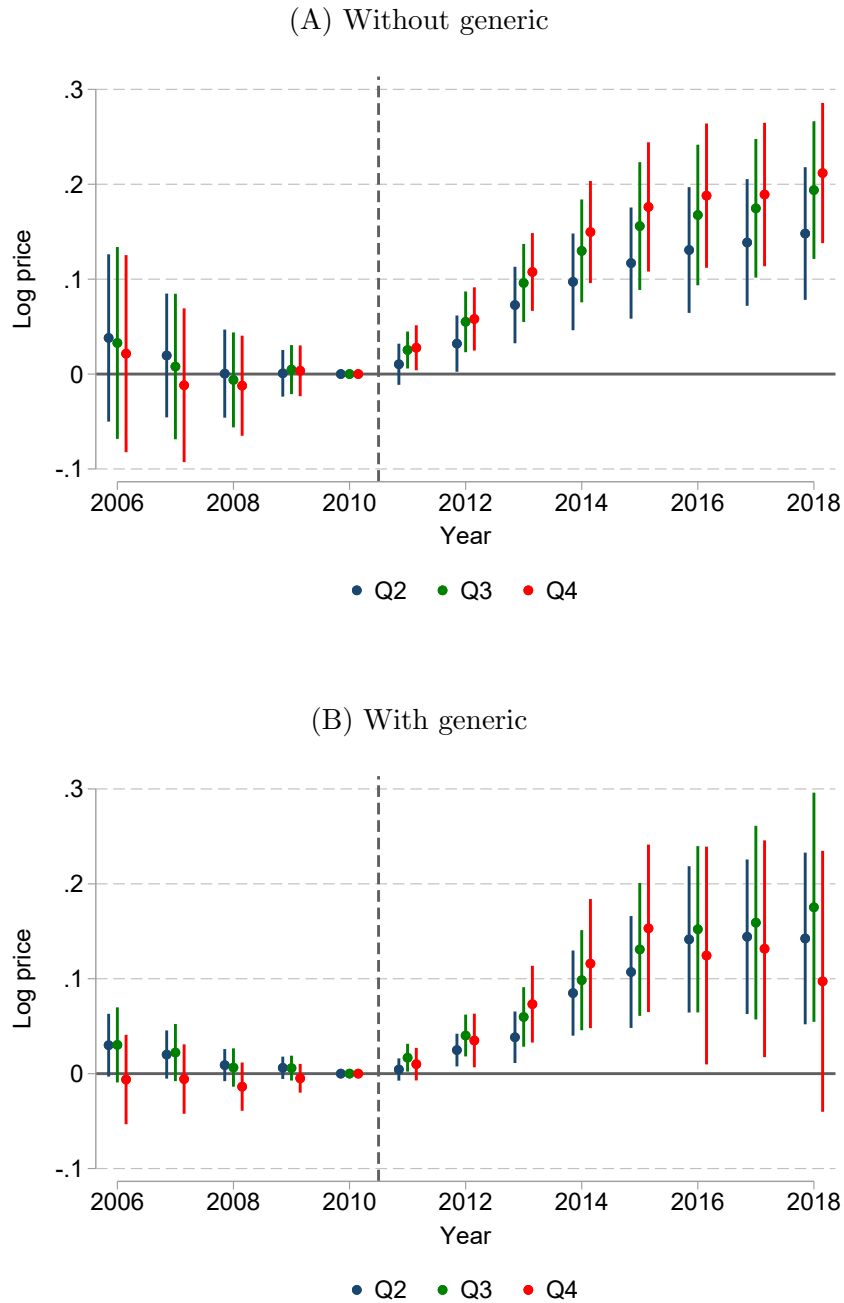 (A) Without generic
.3
.2
.1
0
-.1
Log price
2006 2008 2010 2012 2014 2016 2018
Year
Q2 Q3 Q4
(B) With generic
.3
.2
.1
0
-.1
Log price
2006 2008 2010 2012 2014 2016 2018
Year
Q2 Q3 Q4